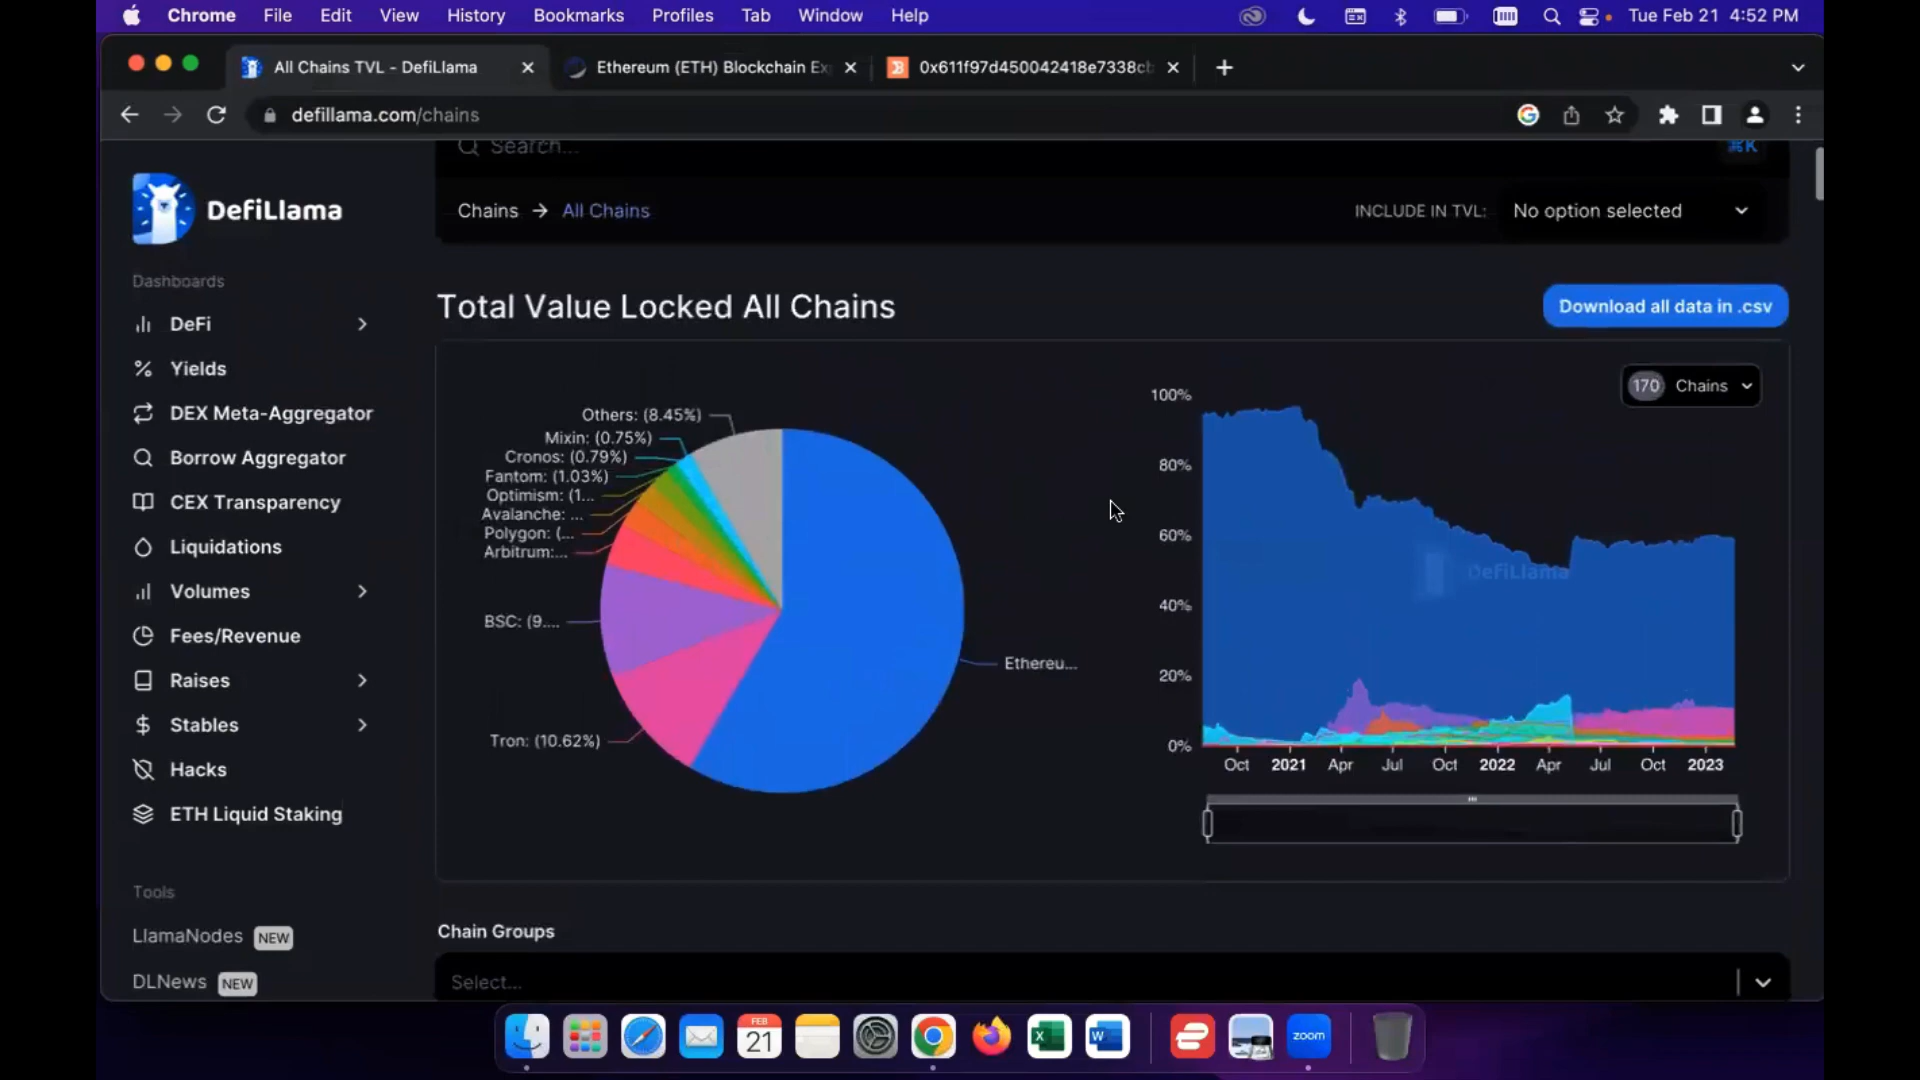 Chrome File Edit View History Bookmarks Profiles Tab Window Help Tue Feb 21 4:52 PM
All Chains TVL - DefiLlama
Ethereum (ETH) Blockchain Ex
0x611f97d450042418e7338cb
defillama.com/chains
Search...
⌘K
DefiLlama
Chains → All Chains
INCLUDE IN TVL: No option selected
Dashboards
DeFi
Yields
DEX Meta-Aggregator
Borrow Aggregator
CEX Transparency
Liquidations
Volumes
Fees/Revenue
Raises
Stables
Hacks
ETH Liquid Staking
Tools
LlamaNodes NEW
DLNews NEW
Total Value Locked All Chains
Download all data in .csv
Others: (8.45%)
Mixin: (0.75%)
Cronos: (0.79%)
Fantom: (1.03%)
Optimism: (1...
Avalanche: ...
Polygon: (...
Arbitrum:...
BSC: (9....
Ethereu...
Tron: (10.62%)
170 Chains
100%
80%
60%
40%
20%
0%
DefiLlama
Oct 2021 Apr Jul Oct 2022 Apr Jul Oct 2023
Chain Groups
Select...
FEB
21
zoom